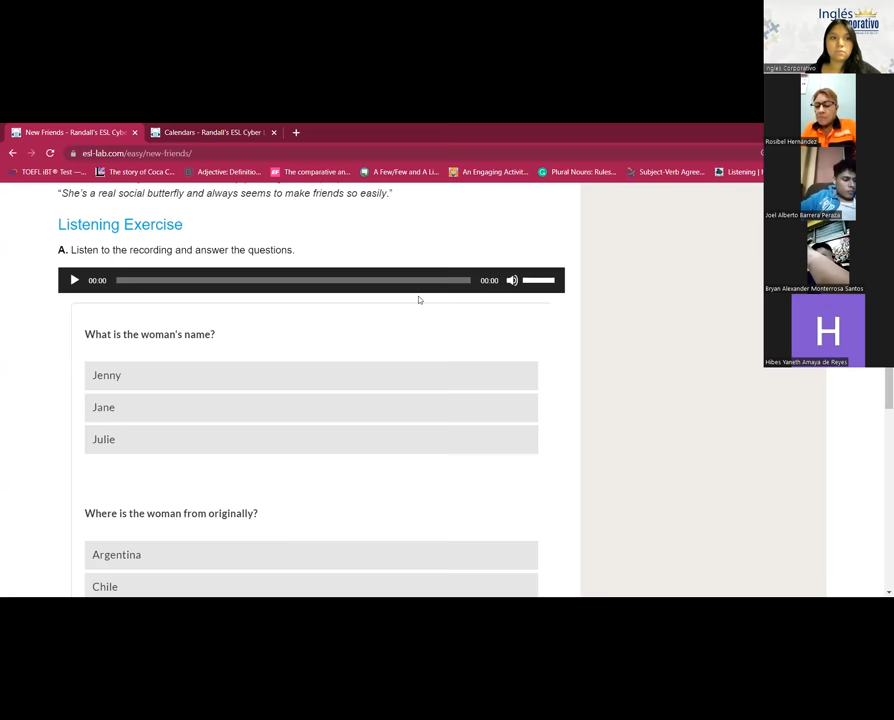 Inglés
Corporativo
Inglés Corporativo
Rosibel Hernández
Joel Alberto Barrera Peraza
Bryan Alexander Monterrosa Santos
H
Hibes Yaneth Amaya de Reyes
New Friends - Randall's ESL Cybe
Calendars - Randall's ESL Cyber
esl-lab.com/easy/new-friends/
TOEFL iBT® Test —...
The story of Coca C...
Adjective: Definitio...
The comparative an...
A Few/Few and A Li...
An Engaging Activit...
Plural Nouns: Rules...
Subject-Verb Agree...
Listening
"She's a real social butterfly and always seems to make friends so easily."
Listening Exercise
A. Listen to the recording and answer the questions.
00:00 00:00
What is the woman's name?
Jenny
Jane
Julie
Where is the woman from originally?
Argentina
Chile